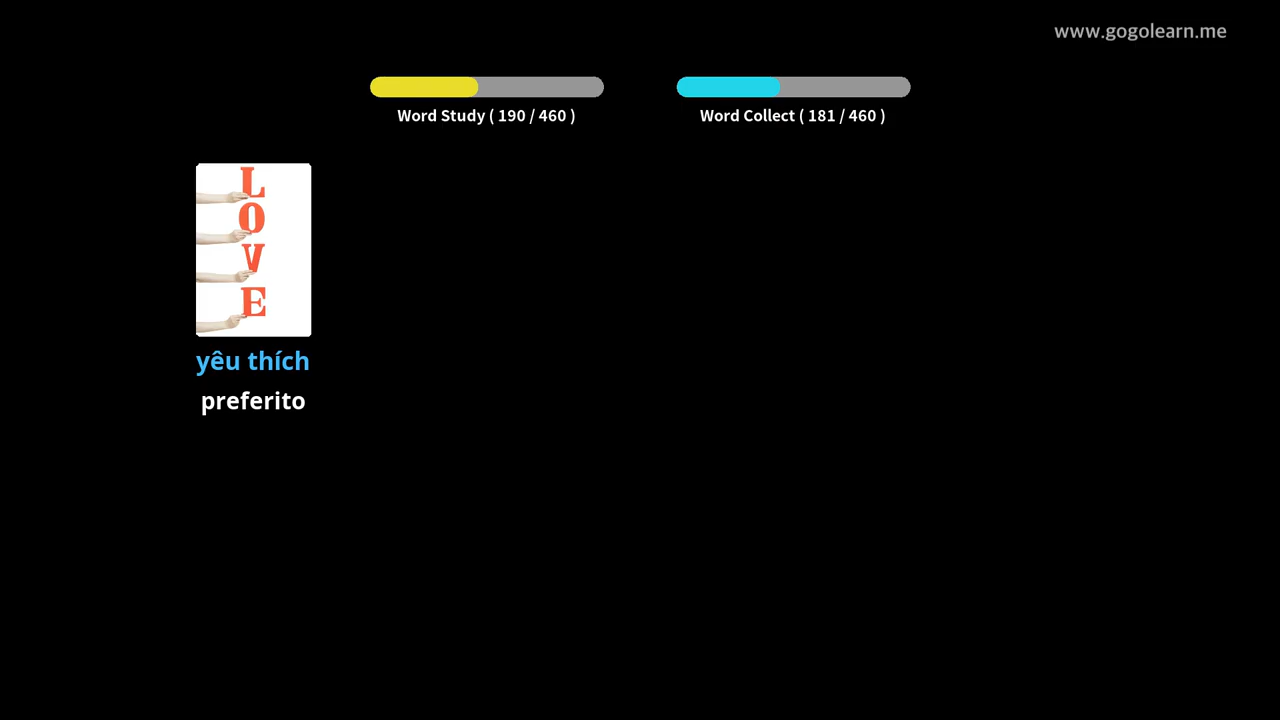 www.gogolearn.me
Word Study ( 190 / 460 )
Word Collect ( 181 / 460 )
L
O
V
E
yêu thích
preferito